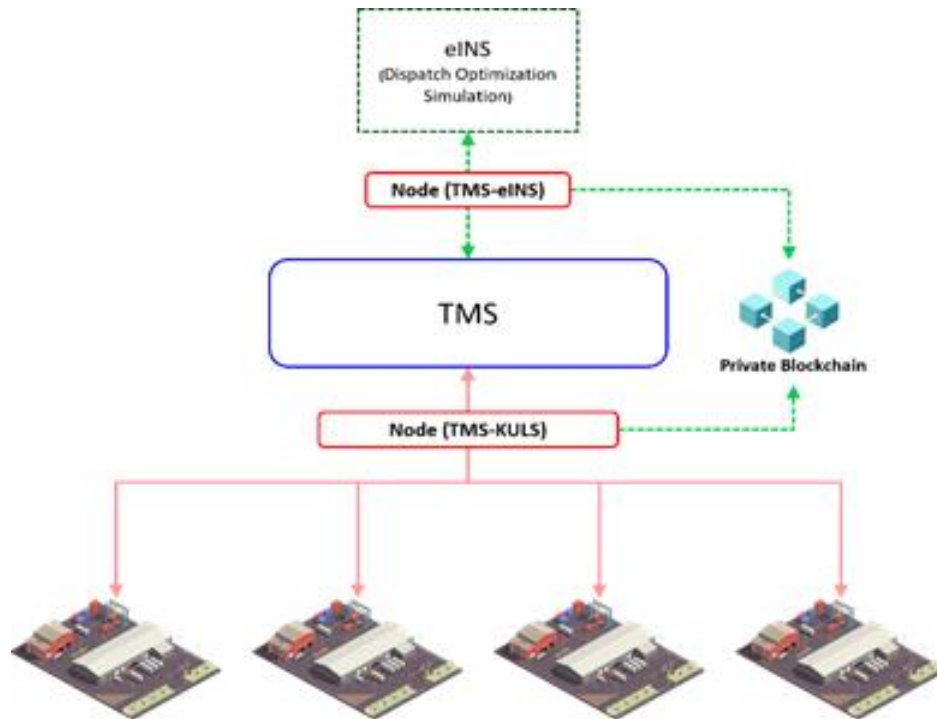 eINS
(Dispatch Optimization
Simulation)
Node (TMS-eINS)
TMS
Private Blockchain
Node (TMS-KULS)